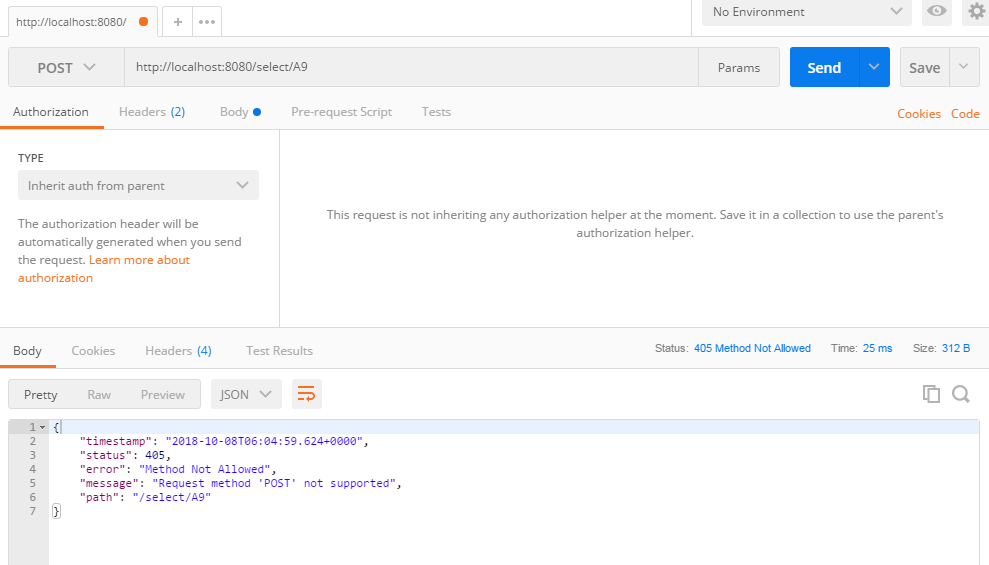 http://localhost:8080/
+
•••
No Environment
POST
http://localhost:8080/select/A9
Params
Send
Save
Authorization
Headers (2)
Body
Pre-request Script
Tests
Cookies
Code
TYPE
Inherit auth from parent
The authorization header will be
automatically generated when you send
the request. Learn more about
authorization
This request is not inheriting any authorization helper at the moment. Save it in a collection to use the parent's
authorization helper.
Body
Cookies
Headers (4)
Test Results
Status: 405 Method Not Allowed
Time: 25 ms
Size: 312 B
Pretty
Raw
Preview
JSON
1 {
2 "timestamp": "2018-10-08T06:04:59.624+0000",
3 "status": 405,
4 "error": "Method Not Allowed",
5 "message": "Request method 'POST' not supported",
6 "path": "/select/A9"
7 }